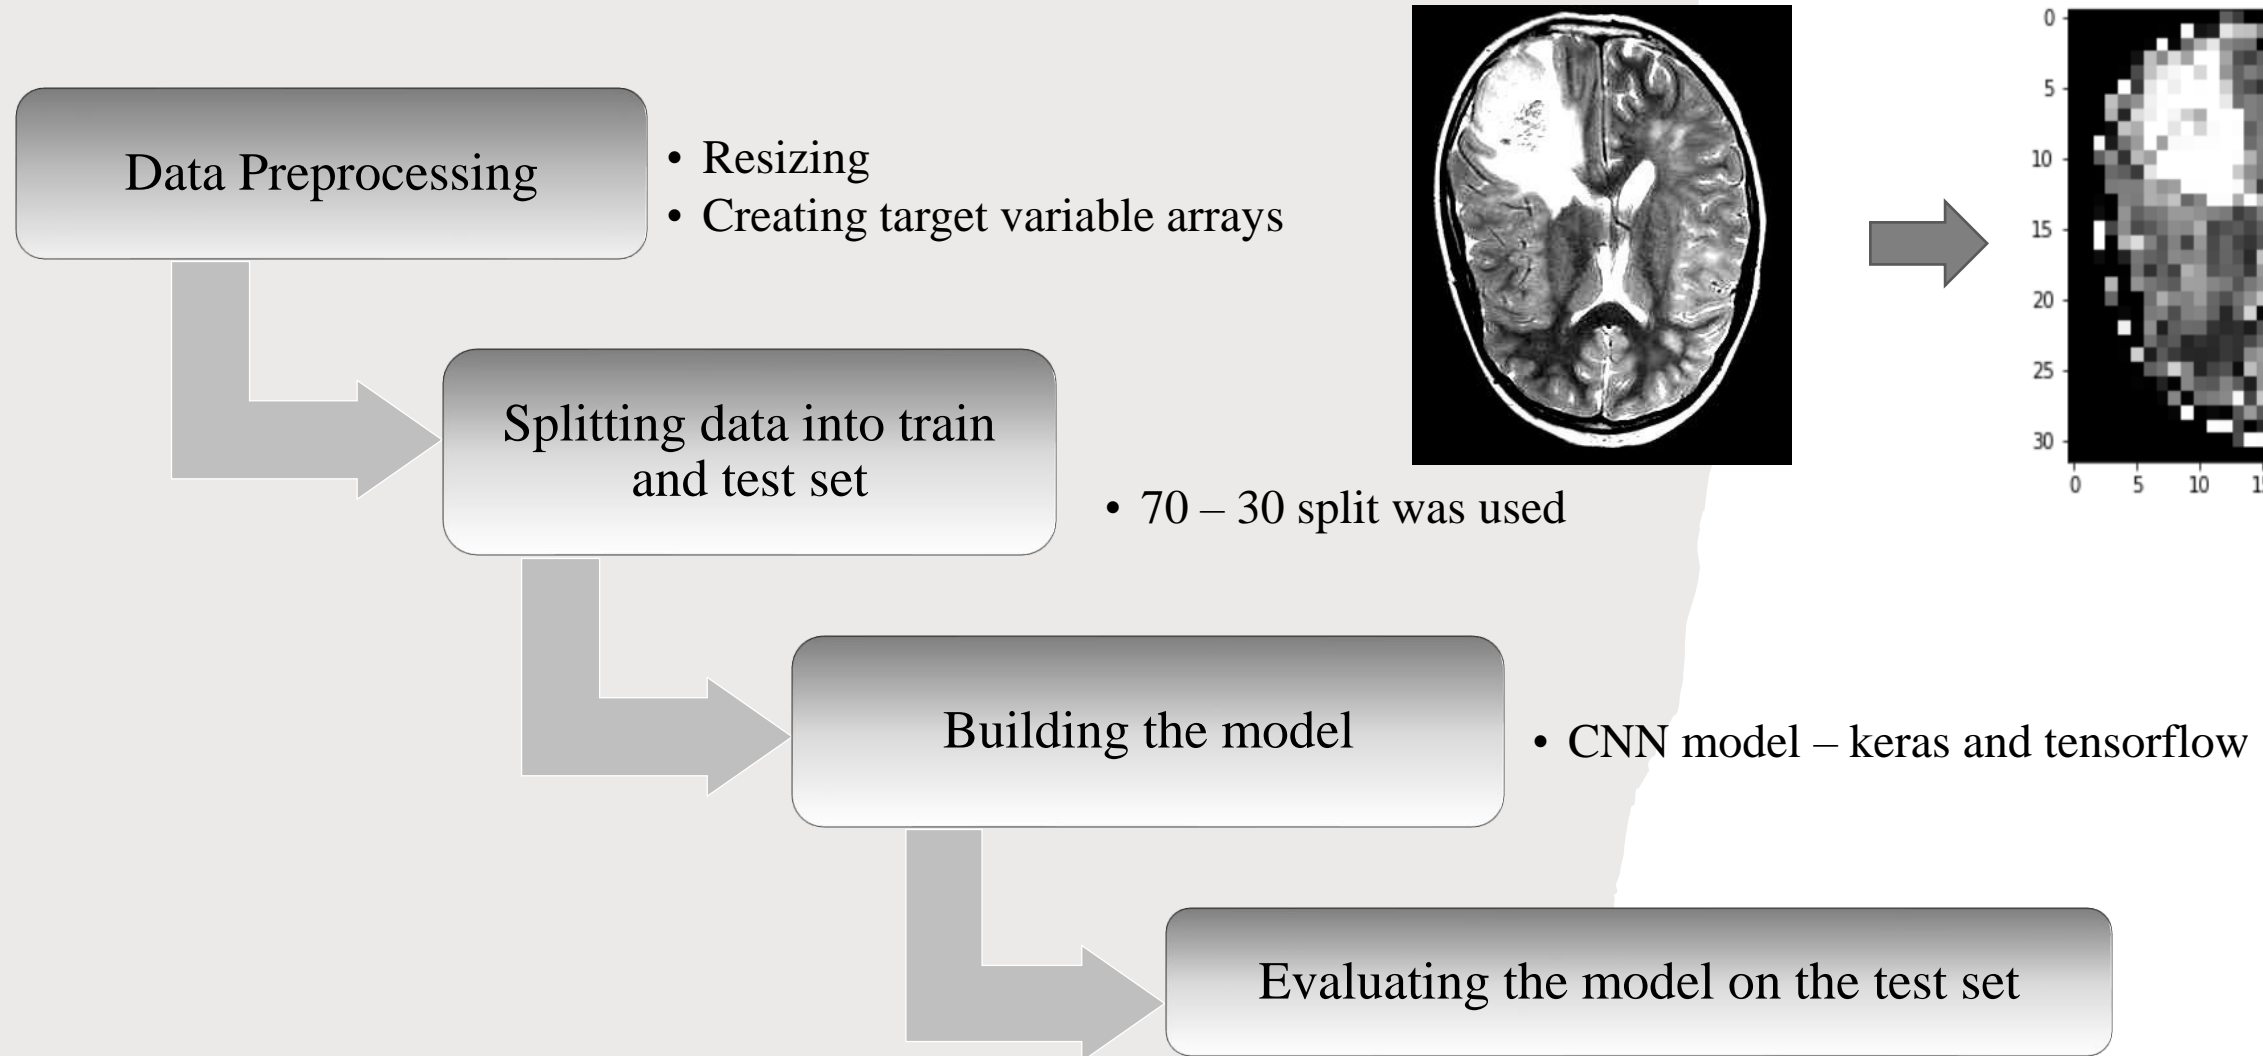 Data Preprocessing
• Resizing
• Creating target variable arrays
Splitting data into train
and test set
• 70 – 30 split was used
Building the model
• CNN model – keras and tensorflow
Evaluating the model on the test set
0
5
10
15
20
25
30
0 5 10